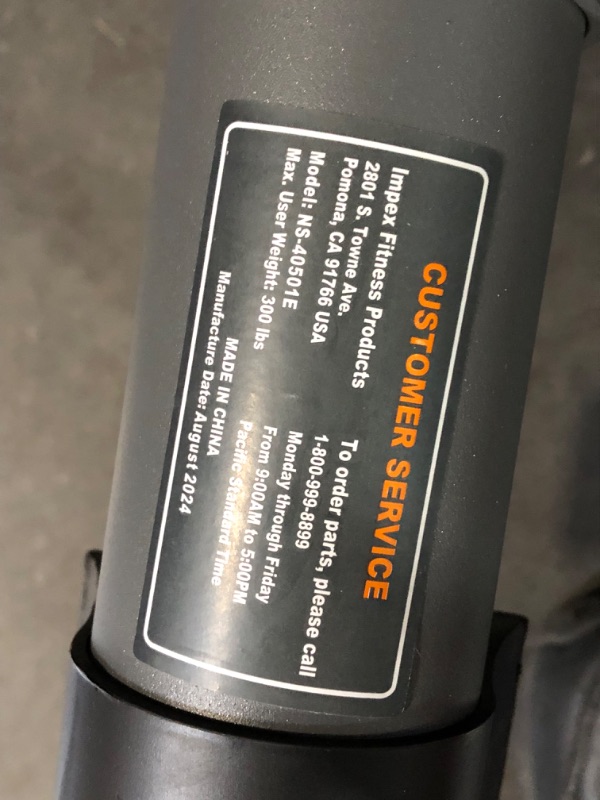 CUSTOMER SERVICE
Impex Fitness Products
2801 S. Towne Ave.
Pomona, CA 91766 USA
Model: NS-40501E
Max. User Weight: 300 lbs
To order parts, please call
1-800-999-8899
Monday through Friday
From 9:00AM to 5:00PM
Pacific Standard Time
MADE IN CHINA
Manufacture Date: August 2024